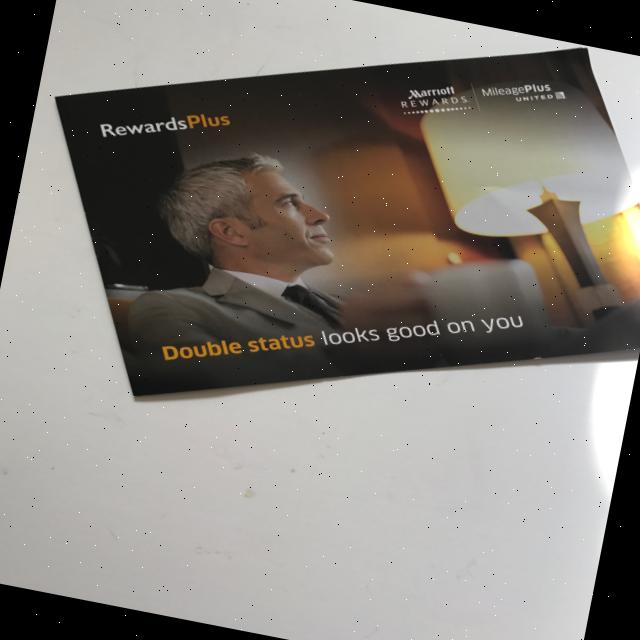 RewardsPlus
Marriott
REWARDS
MileagePlus
UNITED
Double status looks good on you